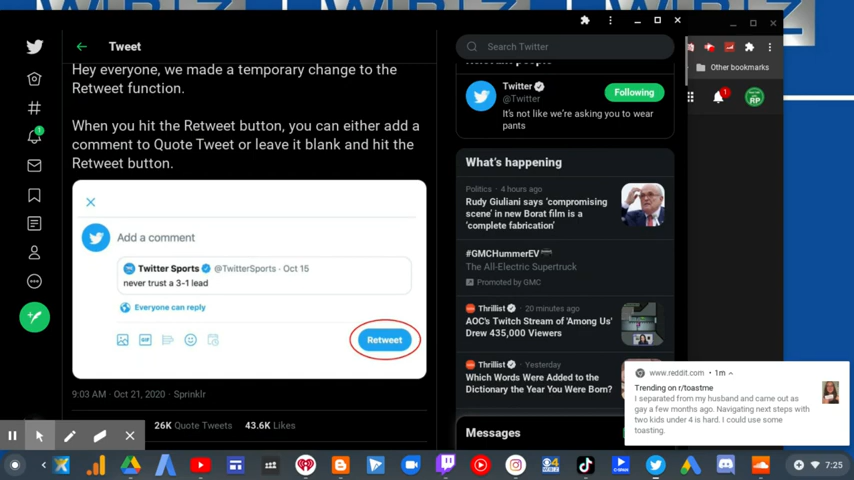 Tweet
Search Twitter
Hey everyone, we made a temporary change to the
Retweet function.
When you hit the Retweet button, you can either add a
comment to Quote Tweet or leave it blank and hit the
Retweet button.
Add a comment
Twitter Sports @TwitterSports · Oct 15
never trust a 3-1 lead
Everyone can reply
GIF
Retweet
9:03 AM · Oct 21, 2020 · Sprinklr
26K Quote Tweets 43.6K Likes
Twitter
@Twitter
Following
It's not like we're asking you to wear
pants
What's happening
Politics · 4 hours ago
Rudy Giuliani says 'compromising
scene' in new Borat film is a
'complete fabrication'
#GMCHummerEV
The All-Electric Supertruck
Promoted by GMC
Thrillist · 20 minutes ago
AOC's Twitch Stream of 'Among Us'
Drew 435,000 Viewers
Thrillist · Yesterday
Which Words Were Added to the
Dictionary the Year You Were Born?
Messages
Other bookmarks
1
RP
1
www.reddit.com · 1m
Trending on r/toastme
I separated from my husband and came out as
gay a few months ago. Navigating next steps with
two kids under 4 is hard. I could use some
toasting.
7:25